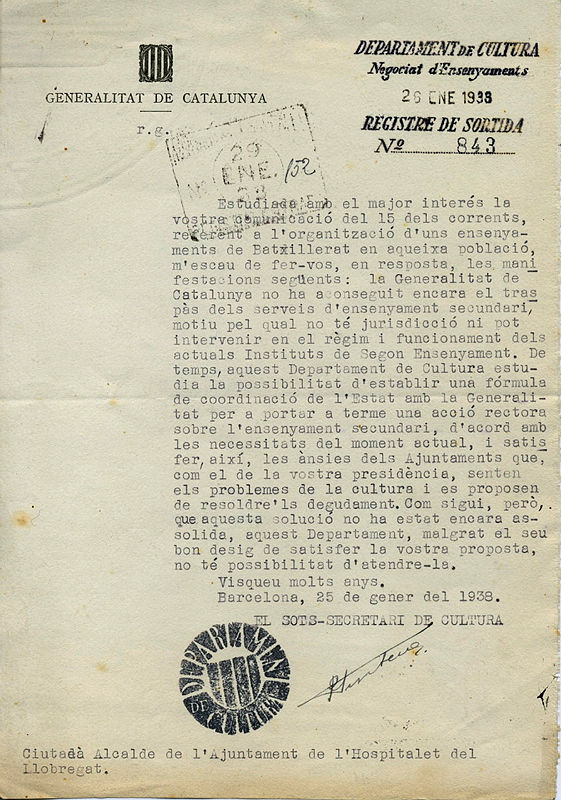 GENERALITAT DE CATALUNYA
r.g.
DEPARTAMENT DE CULTURA
Negociat d'Ensenyaments
26 ENE 1938
REGISTRE DE SORTIDA
Nº 843
29
ENE. 152
Estudiada amb el major interés la
vostra comunicació del 15 dels corrents,
referent a l'organització d'uns ensenya-
ments de Batxillerat en aqueixa població,
m'escau de fer-vos, en resposta, les mani
festacions següents: la Generalitat de
Catalunya no ha aconseguit encara el tras
pàs dels serveis d'ensenyament secundari,
motiu pel qual no té jurisdicció ni pot
intervenir en el règim i funcionament dels
actuals Instituts de Segon Ensenyament. De
temps, aquest Departament de Cultura estu-
dia la possibilitat d'establir una fórmula
de coordinació de l'Estat amb la Generali-
tat per a portar a terme una acció rectora
sobre l'ensenyament secundari, d'acord amb
les necessitats del moment actual, i satis
fer, així, les ànsies dels Ajuntaments que,
com el de la vostra presidència, senten
els problemes de la cultura i es proposen
de resoldre'ls degudament. Com sigui, però,
que aquesta solució no ha estat encara as-
solida, aquest Departament, malgrat el seu
bon desig de satisfer la vostra proposta,
no té possibilitat d'atendre-la.
Visqueu molts anys.
Barcelona, 25 de gener del 1938.
EL SOTS-SECRETARI DE CULTURA
DEPARTAMENT
DE CULTURA
Ciutadà Alcalde de l'Ajuntament de l'Hospitalet del
Llobregat.